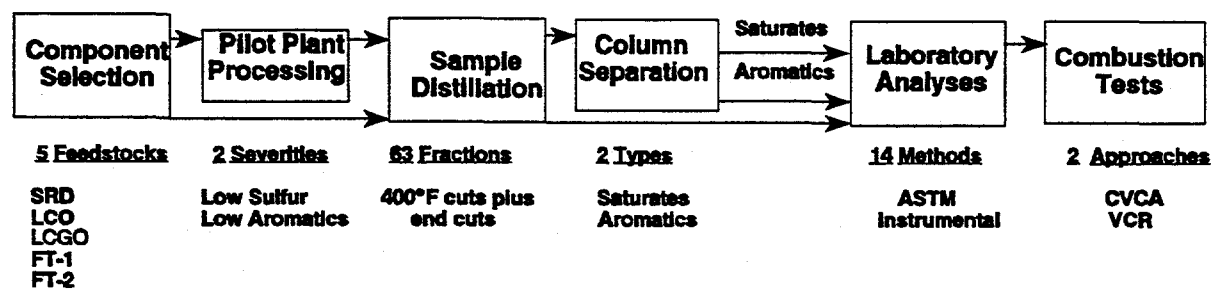 Component
Selection
Pilot Plant
Processing
Sample
Distillation
Column
Separation
Saturates
Aromatics
Laboratory
Analyses
Combustion
Tests
5 Feedstocks
SRD
LCO
LCGO
FT-1
FT-2
2 Severities
Low Sulfur
Low Aromatics
63 Fractions
400°F cuts plus
end cuts
2 Types
Saturates
Aromatics
14 Methods
ASTM
Instrumental
2 Approaches
CVCA
VCR